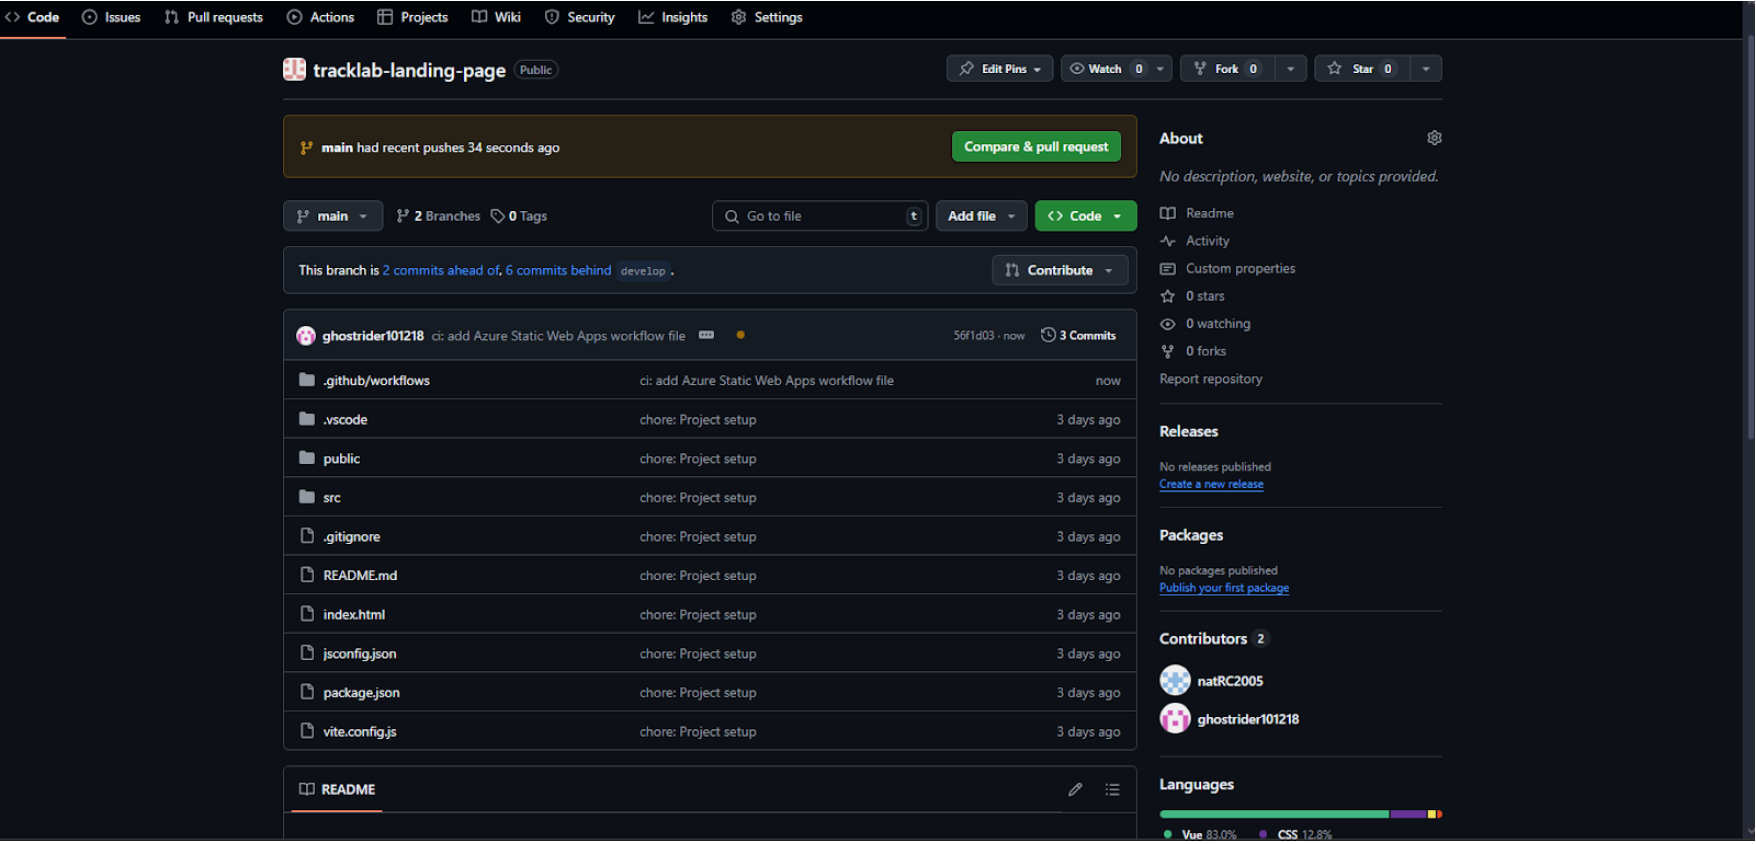 Code Issues Pull requests Actions Projects Wiki Security Insights Settings
tracklab-landing-page Public
Edit Pins Watch 0 Fork 0 Star 0
main had recent pushes 34 seconds ago Compare & pull request
main 2 Branches 0 Tags Go to file t Add file Code
This branch is 2 commits ahead of, 6 commits behind develop . Contribute
ghostrider101218 ci: add Azure Static Web Apps workflow file 56f1d03 · now 3 Commits
.github/workflows ci: add Azure Static Web Apps workflow file now
.vscode chore: Project setup 3 days ago
public chore: Project setup 3 days ago
src chore: Project setup 3 days ago
.gitignore chore: Project setup 3 days ago
README.md chore: Project setup 3 days ago
index.html chore: Project setup 3 days ago
jsconfig.json chore: Project setup 3 days ago
package.json chore: Project setup 3 days ago
vite.config.js chore: Project setup 3 days ago
README
About
No description, website, or topics provided.
Readme
Activity
Custom properties
0 stars
0 watching
0 forks
Report repository
Releases
No releases published
Create a new release
Packages
No packages published
Publish your first package
Contributors 2
natRC2005
ghostrider101218
Languages
Vue 83.0% CSS 12.8%